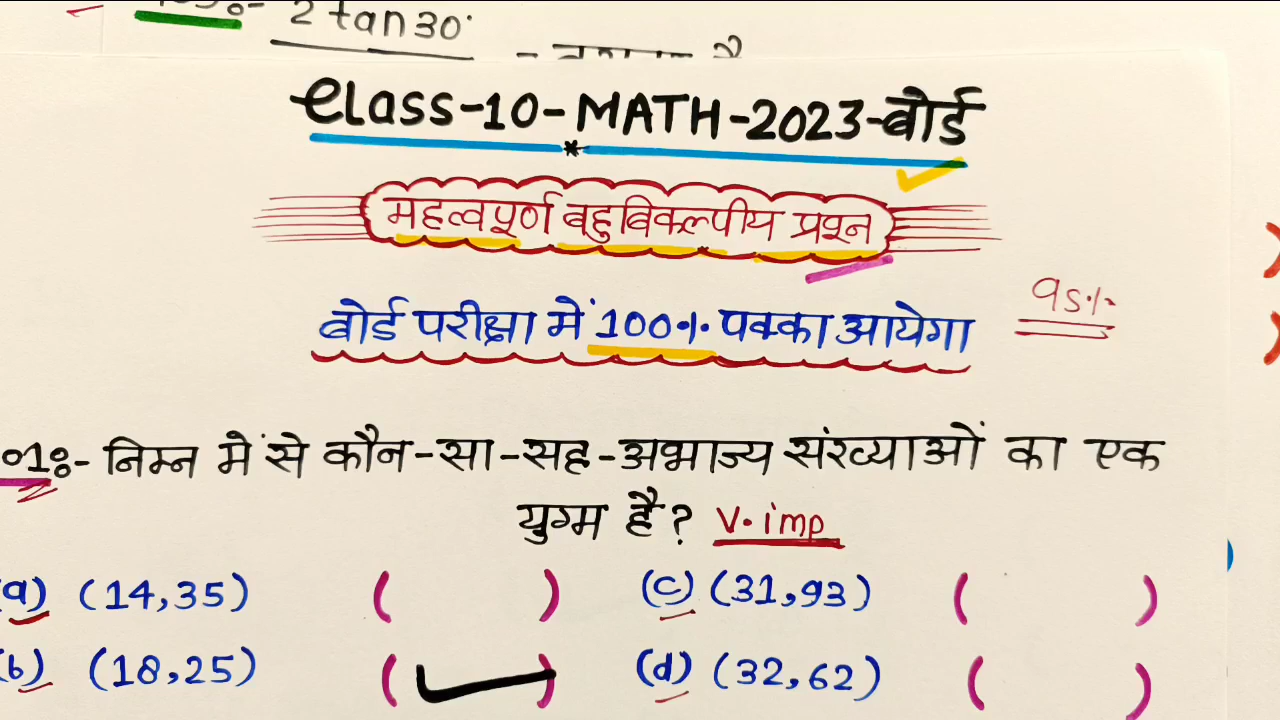 2 tan30°
CLASS-10-MATH-2023-बोर्ड
महत्वपूर्ण बहुविकल्पीय प्रश्न
बोर्ड परीक्षा में 100% पक्का आयेगा
95%
01:- निम्न में से कौन-सा-सह-अभाज्य संख्याओं का एक
युग्म है? V. imp
(a) (14,35) ( ) (c) (31,93) ( )
(b) (18,25) (✓) (d) (32,62) ( )